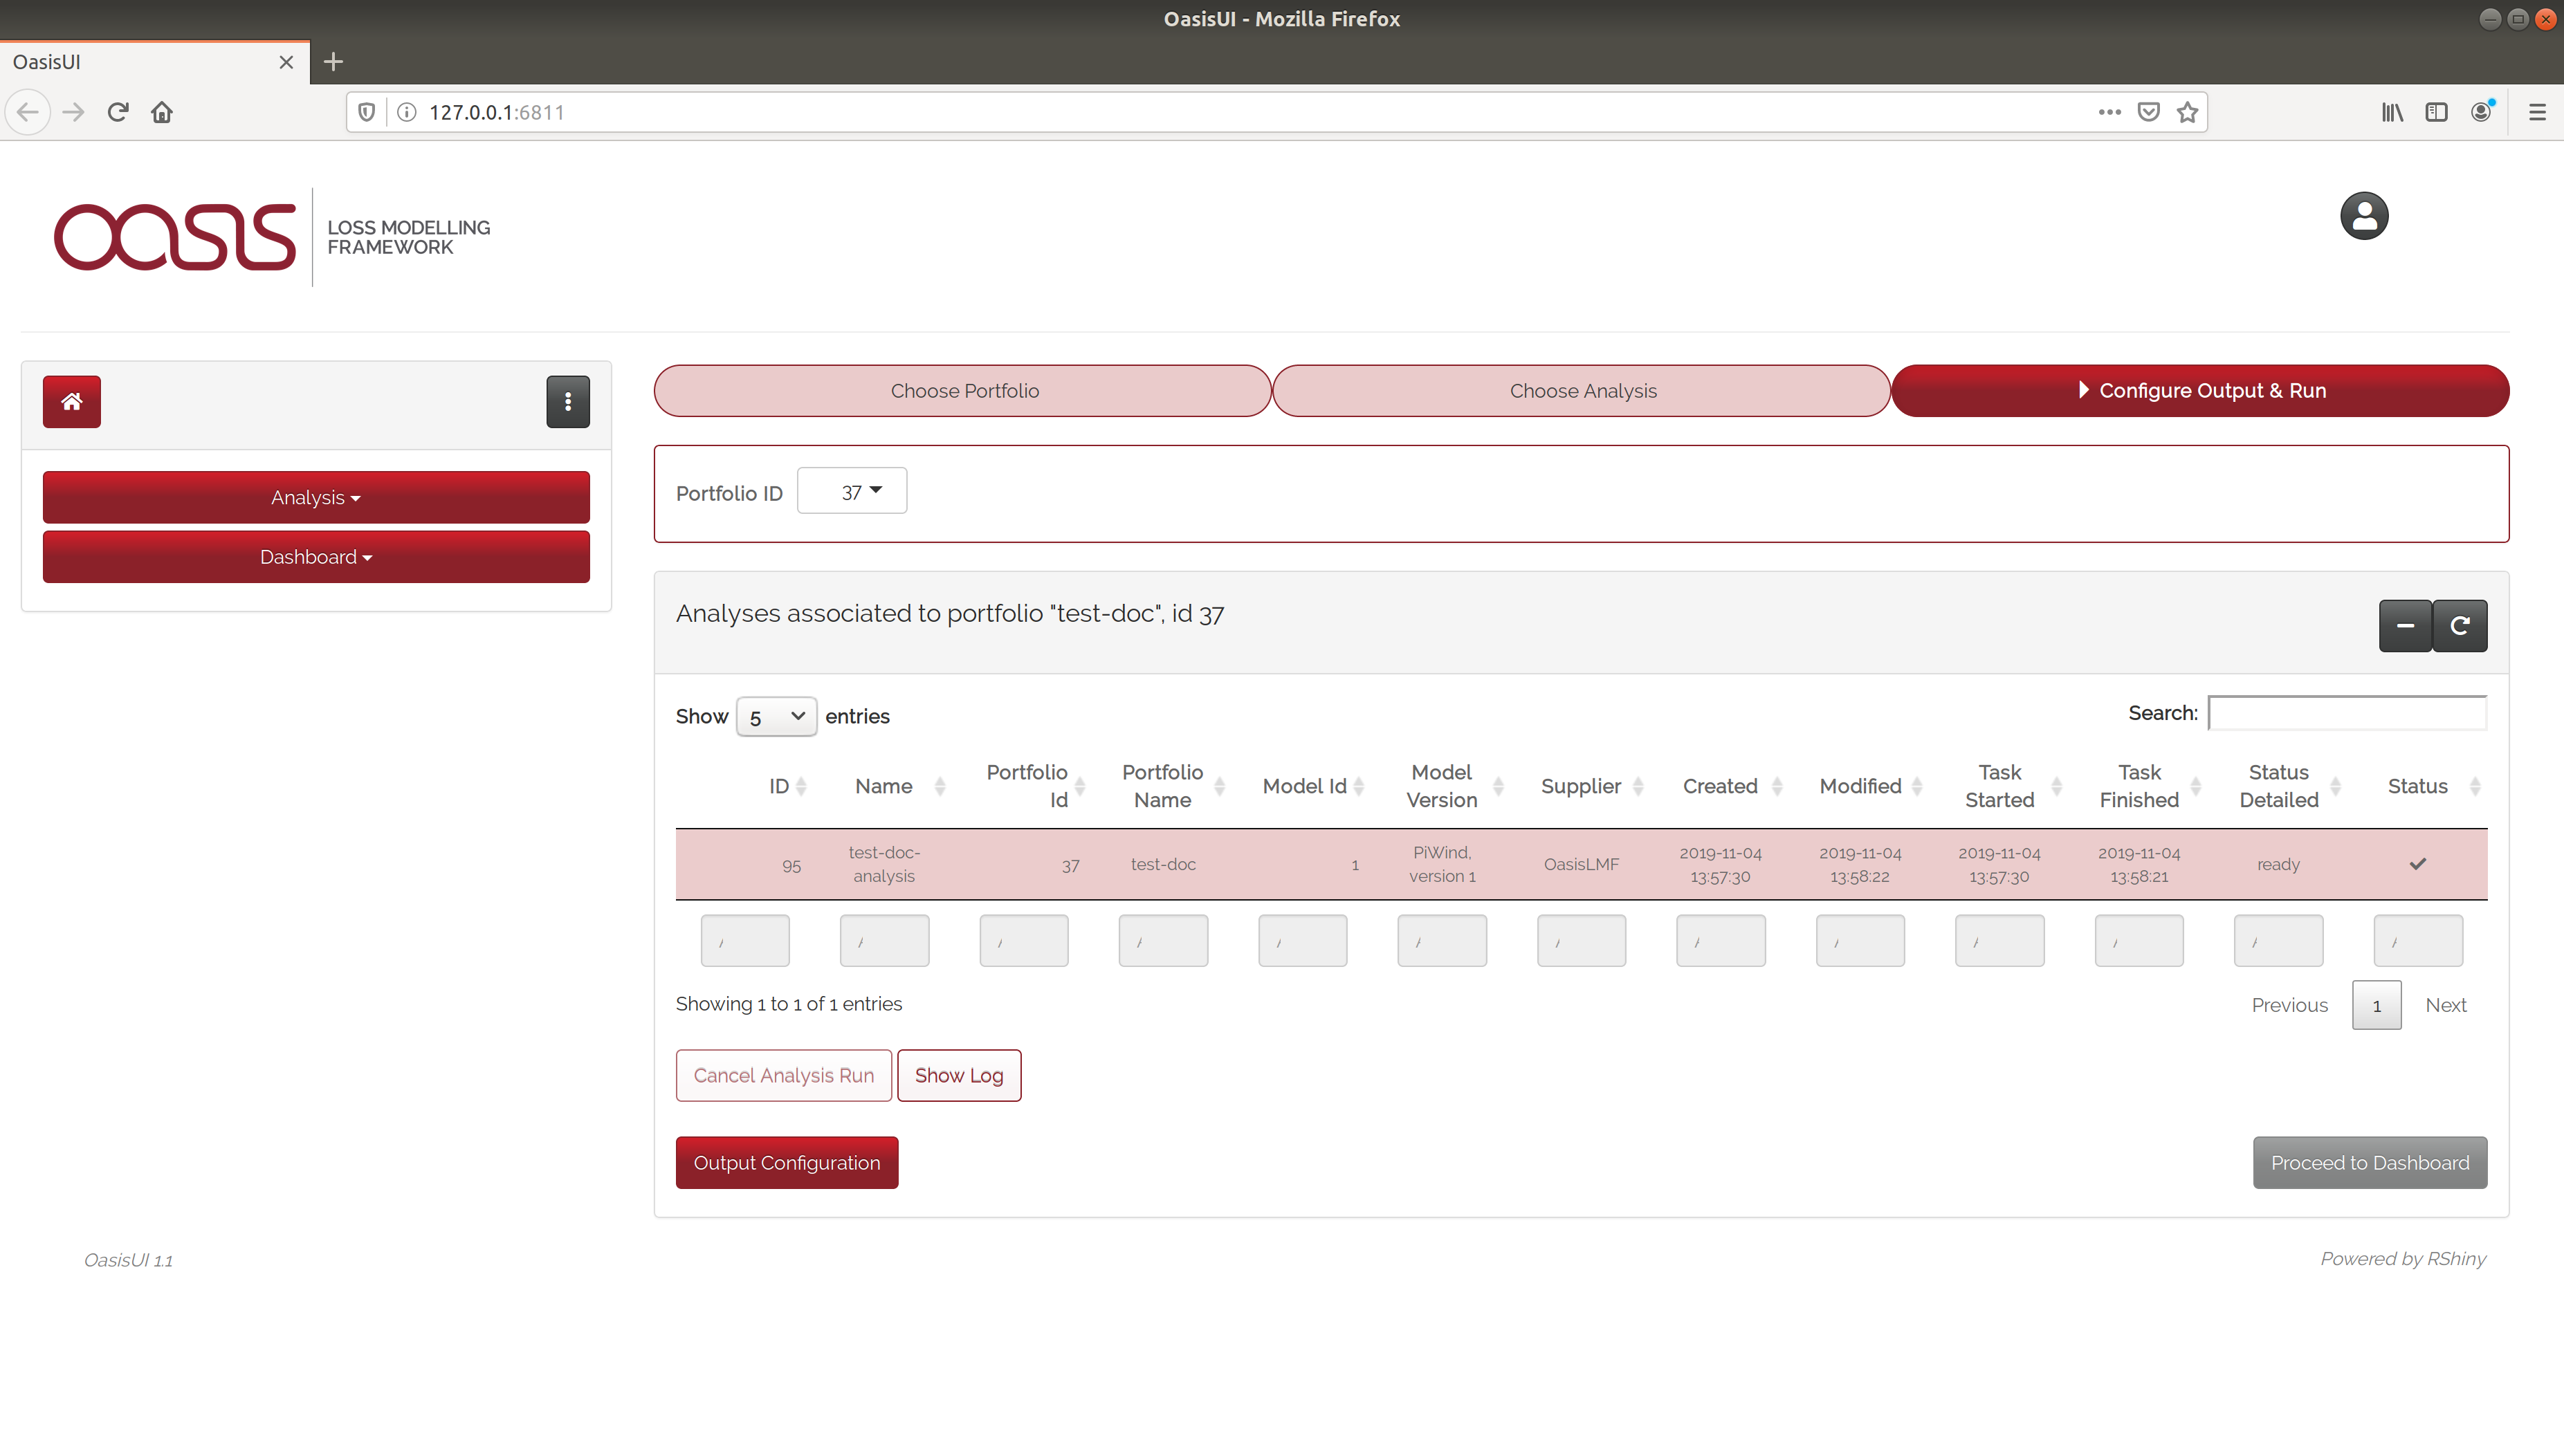 OasisUI - Mozilla Firefox
OasisUI
127.0.0.1:6811
oasis
LOSS MODELLING
FRAMEWORK
Choose Portfolio
Choose Analysis
Configure Output & Run
Analysis
Dashboard
Portfolio ID 37
Analyses associated to portfolio "test-doc", id 37
Show 5 entries
Search:
ID Name Portfolio Id Portfolio Name Model Id Model Version Supplier Created Modified Task Started Task Finished Status Detailed Status
95 test-doc-analysis 37 test-doc 1 PiWind, version 1 OasisLMF 2019-11-04 13:57:30 2019-11-04 13:58:22 2019-11-04 13:57:30 2019-11-04 13:58:21 ready
Showing 1 to 1 of 1 entries
Previous 1 Next
Cancel Analysis Run
Show Log
Output Configuration
Proceed to Dashboard
OasisUI 1.1
Powered by RShiny